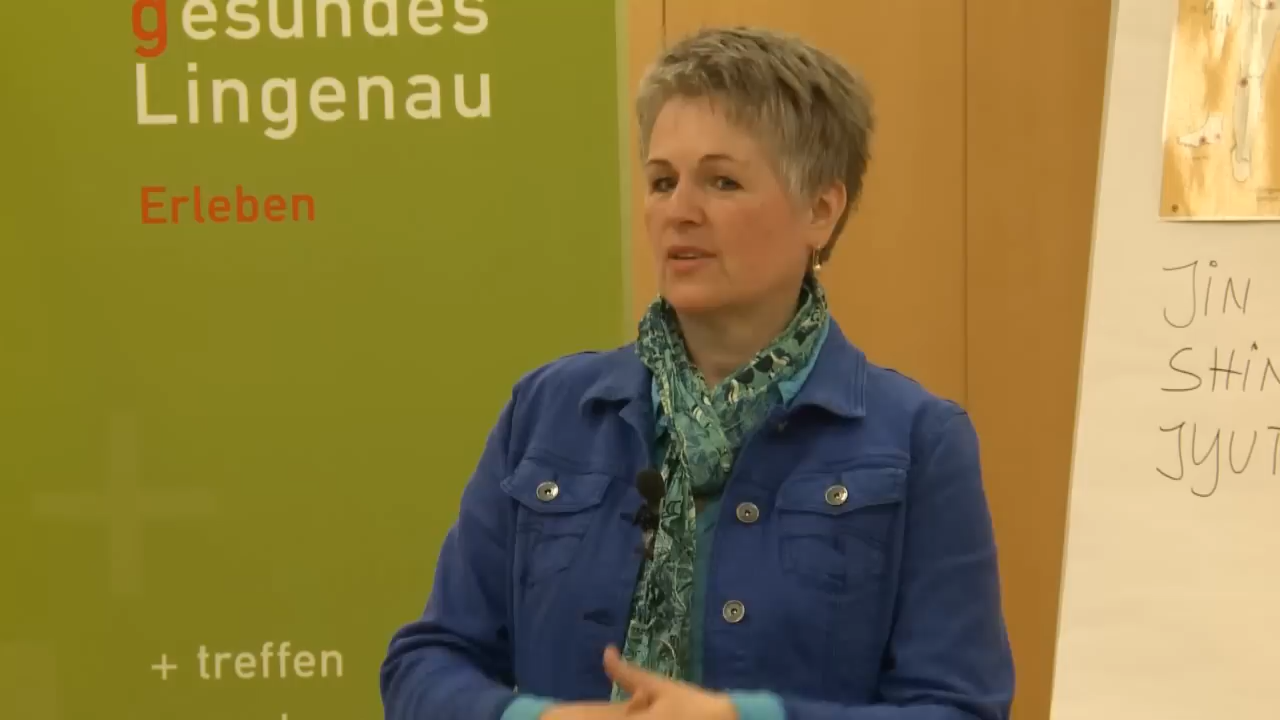 gesundes
Lingenau
Erleben
+ treffen
JiN
SHiN
JYUT